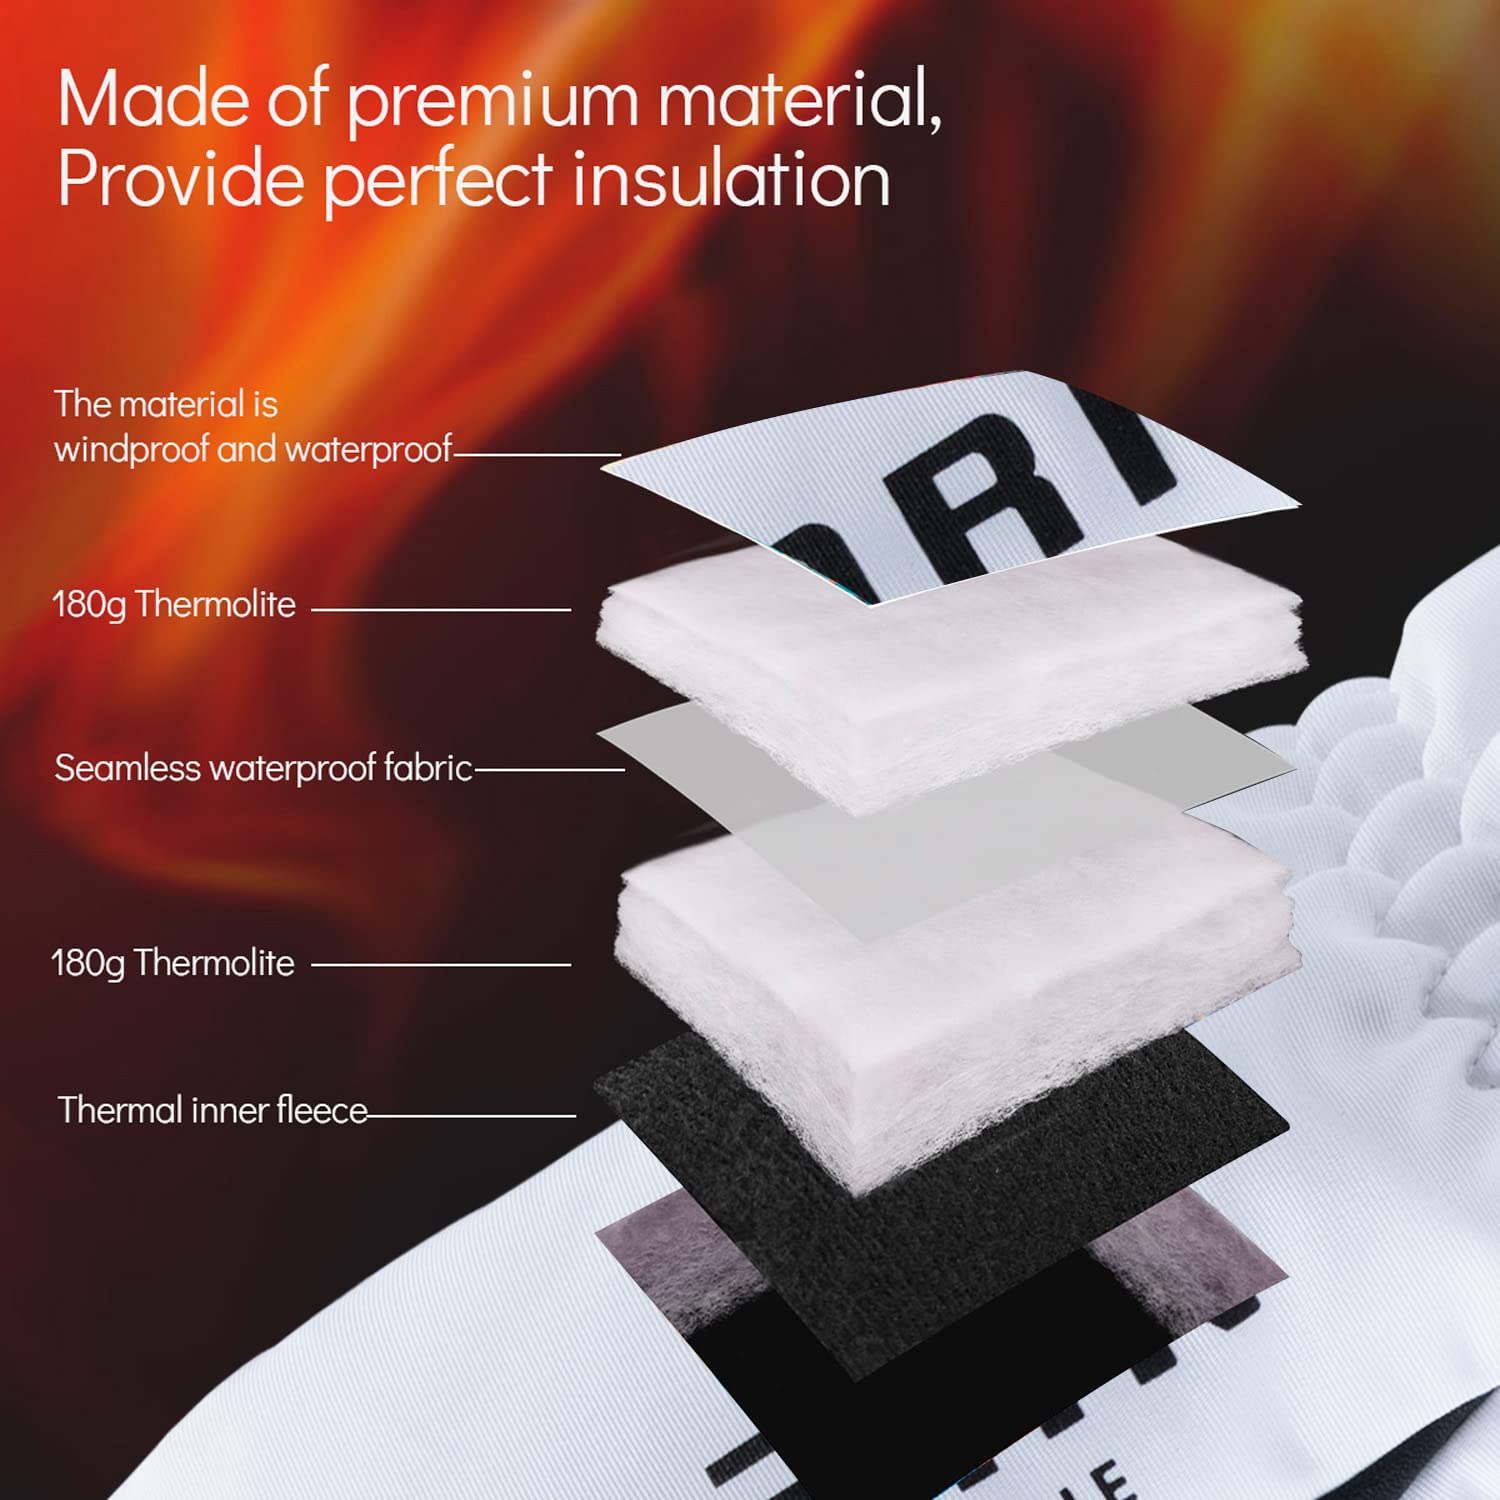 Made of premium material,
Provide perfect insulation
The material is
windproof and waterproof
180g Thermolite
Seamless waterproof fabric
180g Thermolite
Thermal inner fleece